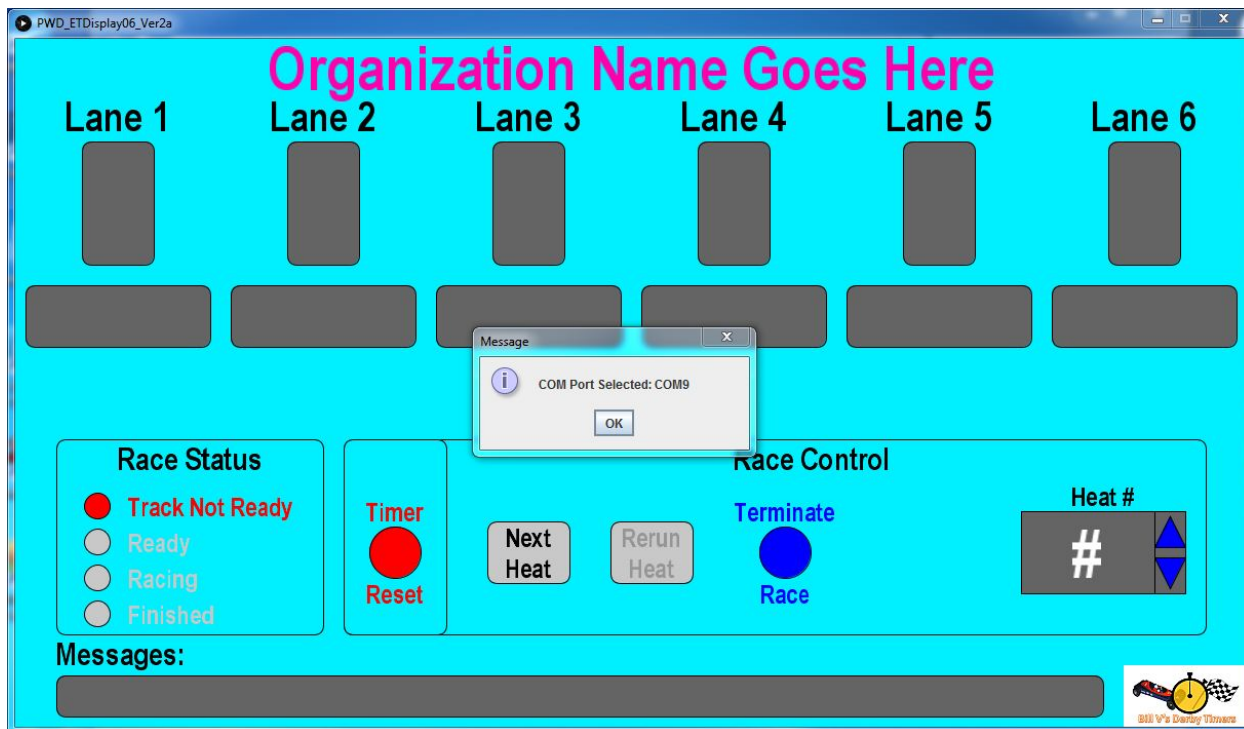 PWD_ETDisplay06_Ver2a
Organization Name Goes Here
Lane 1
Lane 2
Lane 3
Lane 4
Lane 5
Lane 6
Message
COM Port Selected: COM9
OK
Race Status
Track Not Ready
Ready
Racing
Finished
Timer
Reset
Race Control
Next
Heat
Rerun
Heat
Terminate
Race
Heat #
#
Messages:
Bill V's Derby Timers